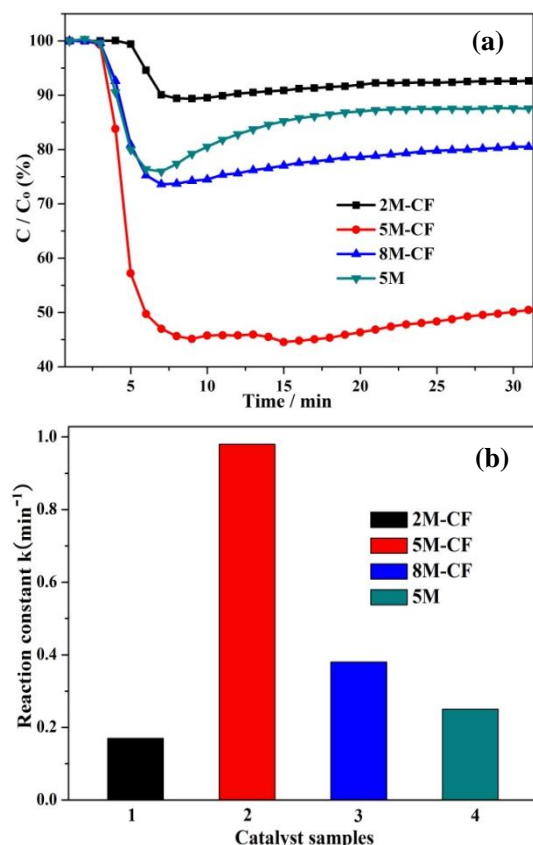 (a)
C / C₀ (%)
100
90
80
70
60
50
40
2M-CF
5M-CF
8M-CF
5M
5
10
15
20
25
30
Time / min
(b)
Reaction constant k(min⁻¹)
1.0
0.8
0.6
0.4
0.2
0.0
2M-CF
5M-CF
8M-CF
5M
1
2
3
4
Catalyst samples